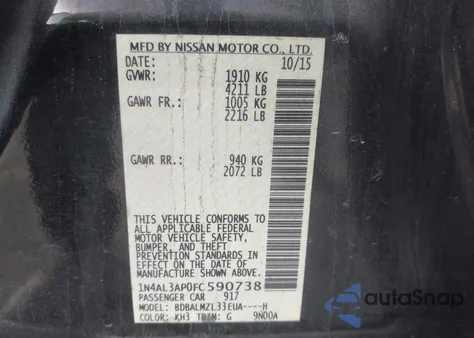 MFD BY NISSAN MOTOR CO., LTD.
DATE: 10/15
GVWR: 1910 KG
4211 LB
GAWR FR.: 1005 KG
2216 LB
GAWR RR.: 940 KG
2072 LB
THIS VEHICLE CONFORMS TO
ALL APPLICABLE FEDERAL
MOTOR VEHICLE SAFETY,
BUMPER, AND THEFT
PREVENTION STANDARDS IN
EFFECT ON THE DATE OF
MANUFACTURE SHOWN ABOVE.
1N4AL3AP0FC590738
PASSENGER CAR 917
MODEL: BDBALMZL33EUA----H
COLOR: KH3 TRIM: G 9N00A
autoSnap